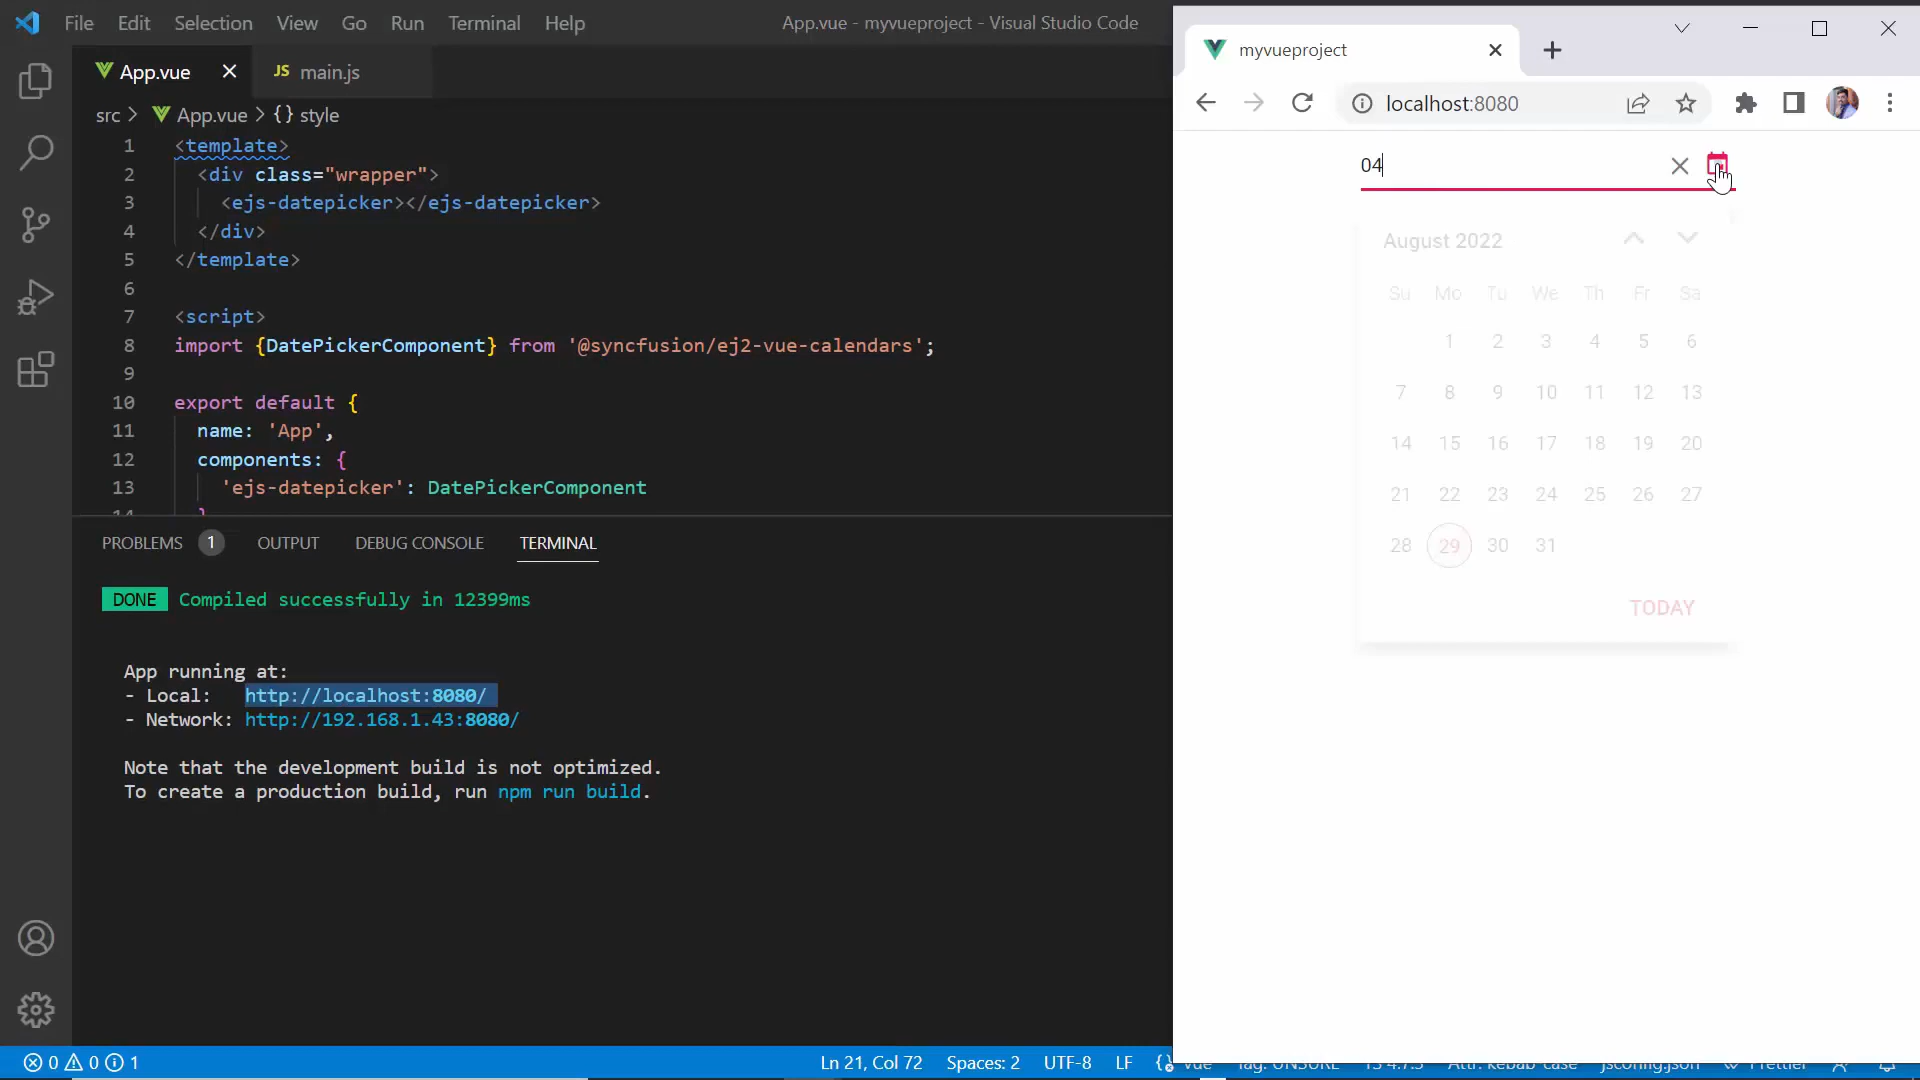 File Edit Selection View Go Run Terminal Help
App.vue - myvueproject - Visual Studio Code
App.vue
JS main.js
src > App.vue > {} style
1 <template>
2 <div class="wrapper">
3 <ejs-datepicker></ejs-datepicker>
4 </div>
5 </template>
6
7 <script>
8 import {DatePickerComponent} from '@syncfusion/ej2-vue-calendars';
9
10 export default {
11 name: 'App',
12 components: {
13 'ejs-datepicker': DatePickerComponent
14 }
PROBLEMS 1 OUTPUT DEBUG CONSOLE TERMINAL
DONE Compiled successfully in 12399ms
App running at:
- Local: http://localhost:8080/
- Network: http://192.168.1.43:8080/
Note that the development build is not optimized.
To create a production build, run npm run build.
0 0 1
Ln 21, Col 72 Spaces: 2 UTF-8 LF
myvueproject
localhost:8080
04
August 2022
Su Mo Tu We Th Fr Sa
1 2 3 4 5 6
7 8 9 10 11 12 13
14 15 16 17 18 19 20
21 22 23 24 25 26 27
28 29 30 31
TODAY